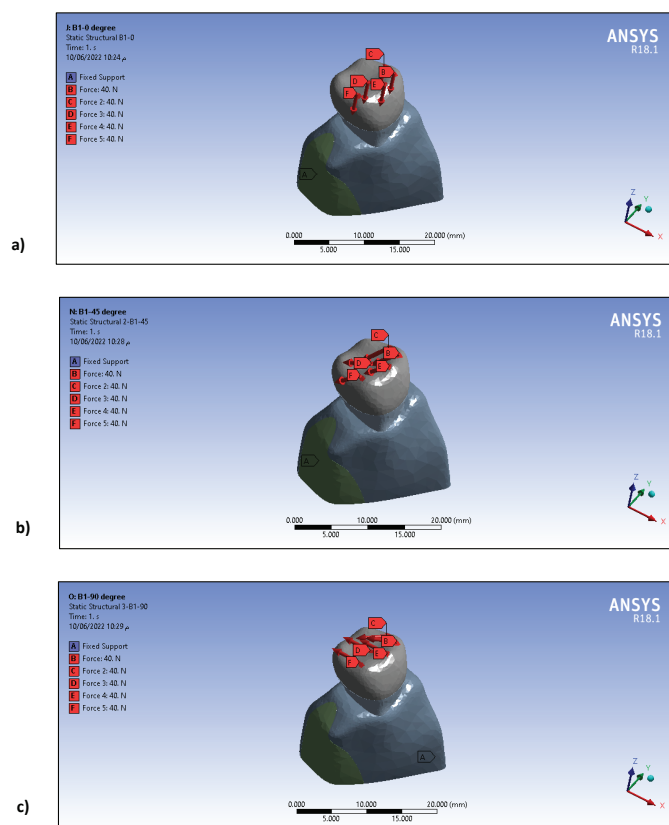 J: B1-0 degree
Static Structural B1-0
Time: 1. s
10/06/2022 10:24 م
A Fixed Support
B Force: 40. N
C Force 2: 40. N
D Force 3: 40. N
E Force 4: 40. N
F Force 5: 40. N
ANSYS
R18.1
C
B
D
E
F
A
Z
Y
X
0.000 10.000 20.000 (mm)
5.000 15.000
a)
N: B1-45 degree
Static Structural 2-B1-45
Time: 1. s
10/06/2022 10:28 م
A Fixed Support
B Force: 40. N
C Force 2: 40. N
D Force 3: 40. N
E Force 4: 40. N
F Force 5: 40. N
ANSYS
R18.1
C
B
D
E
F
A
Z
Y
X
0.000 10.000 20.000 (mm)
5.000 15.000
b)
O: B1-90 degree
Static Structural 3-B1-90
Time: 1. s
10/06/2022 10:29 م
A Fixed Support
B Force: 40. N
C Force 2: 40. N
D Force 3: 40. N
E Force 4: 40. N
F Force 5: 40. N
ANSYS
R18.1
C
B
D
E
F
A
Z
Y
X
0.000 10.000 20.000 (mm)
5.000 15.000
c)